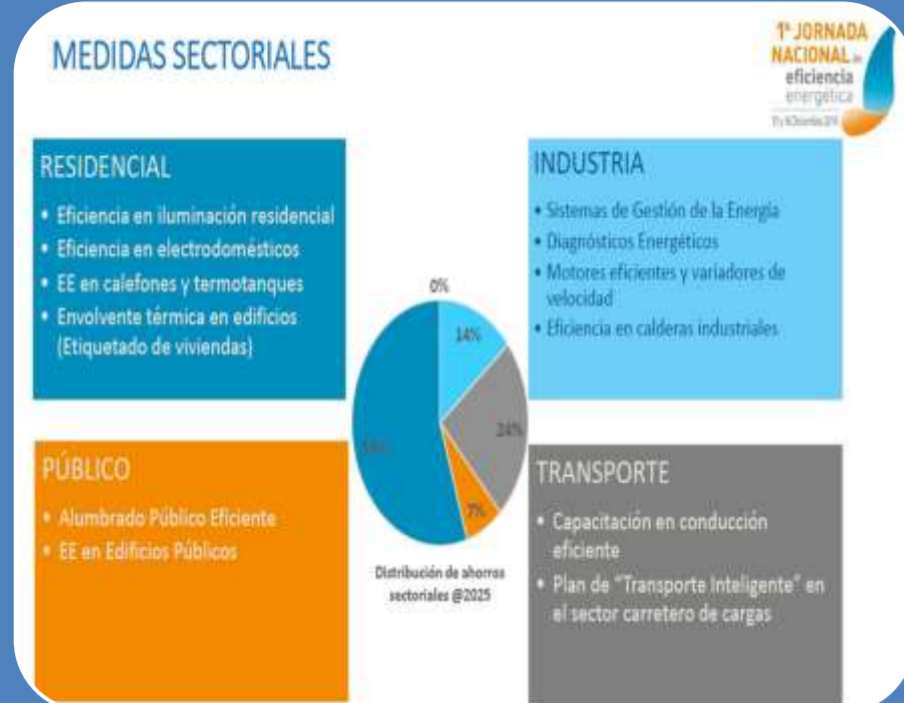 MEDIDAS SECTORIALES
1ª JORNADA
NACIONAL de
eficiencia
energética
RESIDENCIAL
• Eficiencia en iluminación residencial
• Eficiencia en electrodomésticos
• EE en calefones y termotanques
• Envolvente térmica en edificios
(Etiquetado de viviendas)
INDUSTRIA
• Sistemas de Gestión de la Energía
• Diagnósticos Energéticos
• Motores eficientes y variadores de
velocidad
• Eficiencia en calderas industriales
0%
14%
24%
7%
Distribución de ahorros
sectoriales @2025
PÚBLICO
• Alumbrado Público Eficiente
• EE en Edificios Públicos
TRANSPORTE
• Capacitación en conducción
eficiente
• Plan de "Transporte Inteligente" en
el sector carretero de cargas